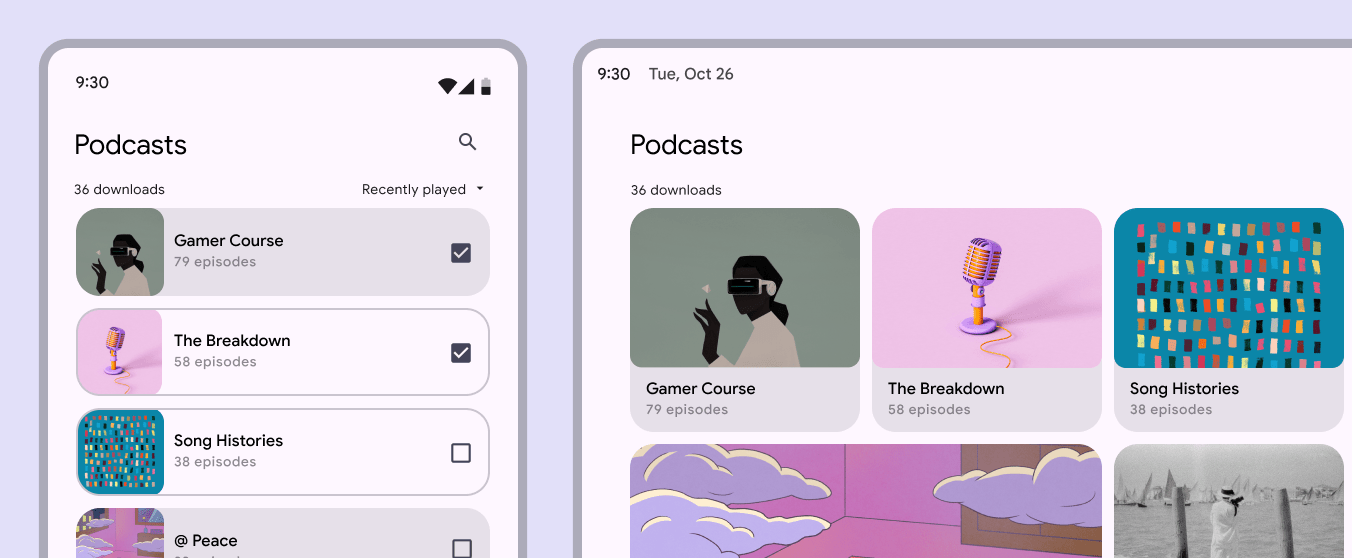 9:30
Podcasts
36 downloads
Recently played
Gamer Course
79 episodes
The Breakdown
58 episodes
Song Histories
38 episodes
@ Peace
9:30 Tue, Oct 26
Podcasts
36 downloads
Gamer Course
79 episodes
The Breakdown
58 episodes
Song Histories
38 episodes